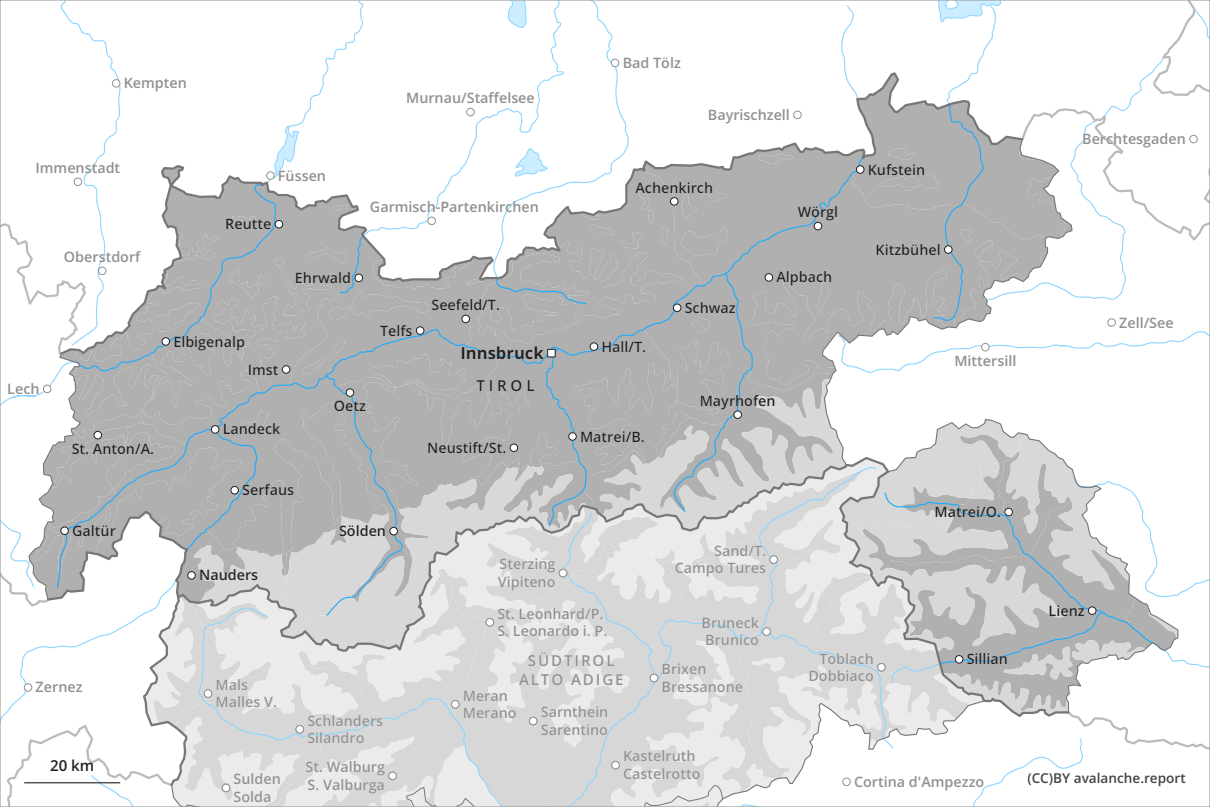 Bad Tölz
Kempten
Murnau/Staffelsee
Bayrischzell
Berchtesgaden
Immenstadt
Füssen
Kufstein
Achenkirch
Garmisch-Partenkirchen
Wörgl
Reutte
Kitzbühel
Oberstdorf
Ehrwald
Alpbach
Seefeld/T.
Schwaz
Telfs
Zell/See
Elbigenalp
Innsbruck
Hall/T.
Mittersill
Imst
TIROL
Lech
Oetz
Mayrhofen
Landeck
Matrei/B.
St. Anton/A.
Neustift/St.
Serfaus
Matrei/O.
Galtür
Sölden
Sand/T.
Campo Tures
Sterzing
Vipiteno
Nauders
Lienz
St. Leonhard/P.
S. Leonardo i. P.
Bruneck
Brunico
SÜDTIROL
ALTO ADIGE
Toblach
Dobbiaco
Sillian
Brixen
Bressanone
Zernez
Mals
Malles V.
Meran
Merano
Sarnthein
Sarentino
Schlanders
Silandro
Kastelruth
Castelrotto
20 km
St. Walburg
S. Valburga
Sulden
Solda
Cortina d'Ampezzo
(CC)BY avalanche.report